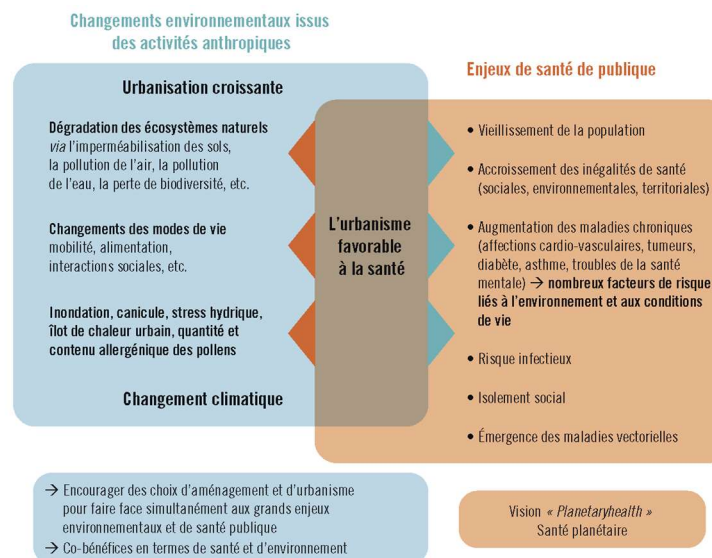 Changements environnementaux issus
des activités anthropiques
Urbanisation croissante
Dégradation des écosystèmes naturels
via l'imperméabilisation des sols,
la pollution de l'air, la pollution
de l'eau, la perte de biodiversité, etc.
Changements des modes de vie
mobilité, alimentation,
interactions sociales, etc.
Inondation, canicule, stress hydrique,
îlot de chaleur urbain, quantité et
contenu allergénique des pollens
Changement climatique
L'urbanisme
favorable
à la santé
Enjeux de santé de publique
• Vieillissement de la population
• Accroissement des inégalités de santé
(sociales, environnementales, territoriales)
• Augmentation des maladies chroniques
(affections cardio-vasculaires, tumeurs,
diabète, asthme, troubles de la santé
mentale) → nombreux facteurs de risque
liés à l'environnement et aux conditions
de vie
• Risque infectieux
• Isolement social
• Émergence des maladies vectorielles
→ Encourager des choix d'aménagement et d'urbanisme
pour faire face simultanément aux grands enjeux
environnementaux et de santé publique
→ Co-bénéfices en termes de santé et d'environnement
Vision « Planetaryhealth »
Santé planétaire